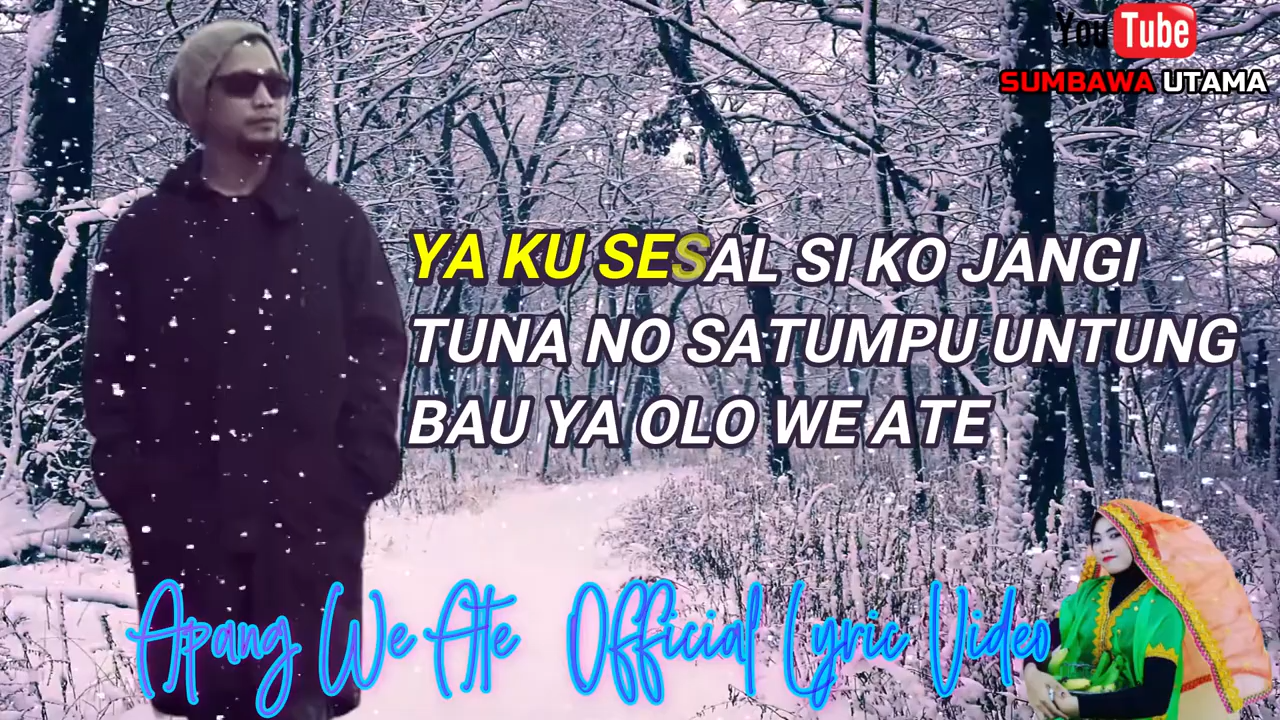 YouTube
SUMBAWA UTAMA
YA KU SESAL SI KO JANGI
TUNA NO SATUMPU UNTUNG
BAU YA OLO WE ATE
Apang We Ate Official Lyric Video